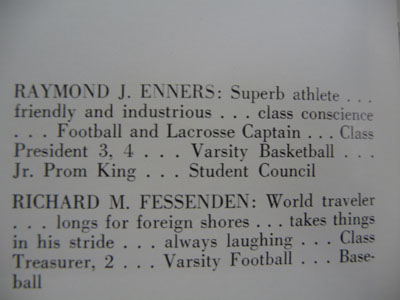 RAYMOND J. ENNERS: Superb athlete . . .
friendly and industrious . . . class conscience
. . . Football and Lacrosse Captain . . . Class
President 3, 4 . . . Varsity Basketball . . .
Jr. Prom King . . . Student Council
RICHARD M. FESSENDEN: World traveler
. . . longs for foreign shores . . . takes things
in his stride . . . always laughing . . . Class
Treasurer, 2 . . . Varsity Football . . . Base-
ball